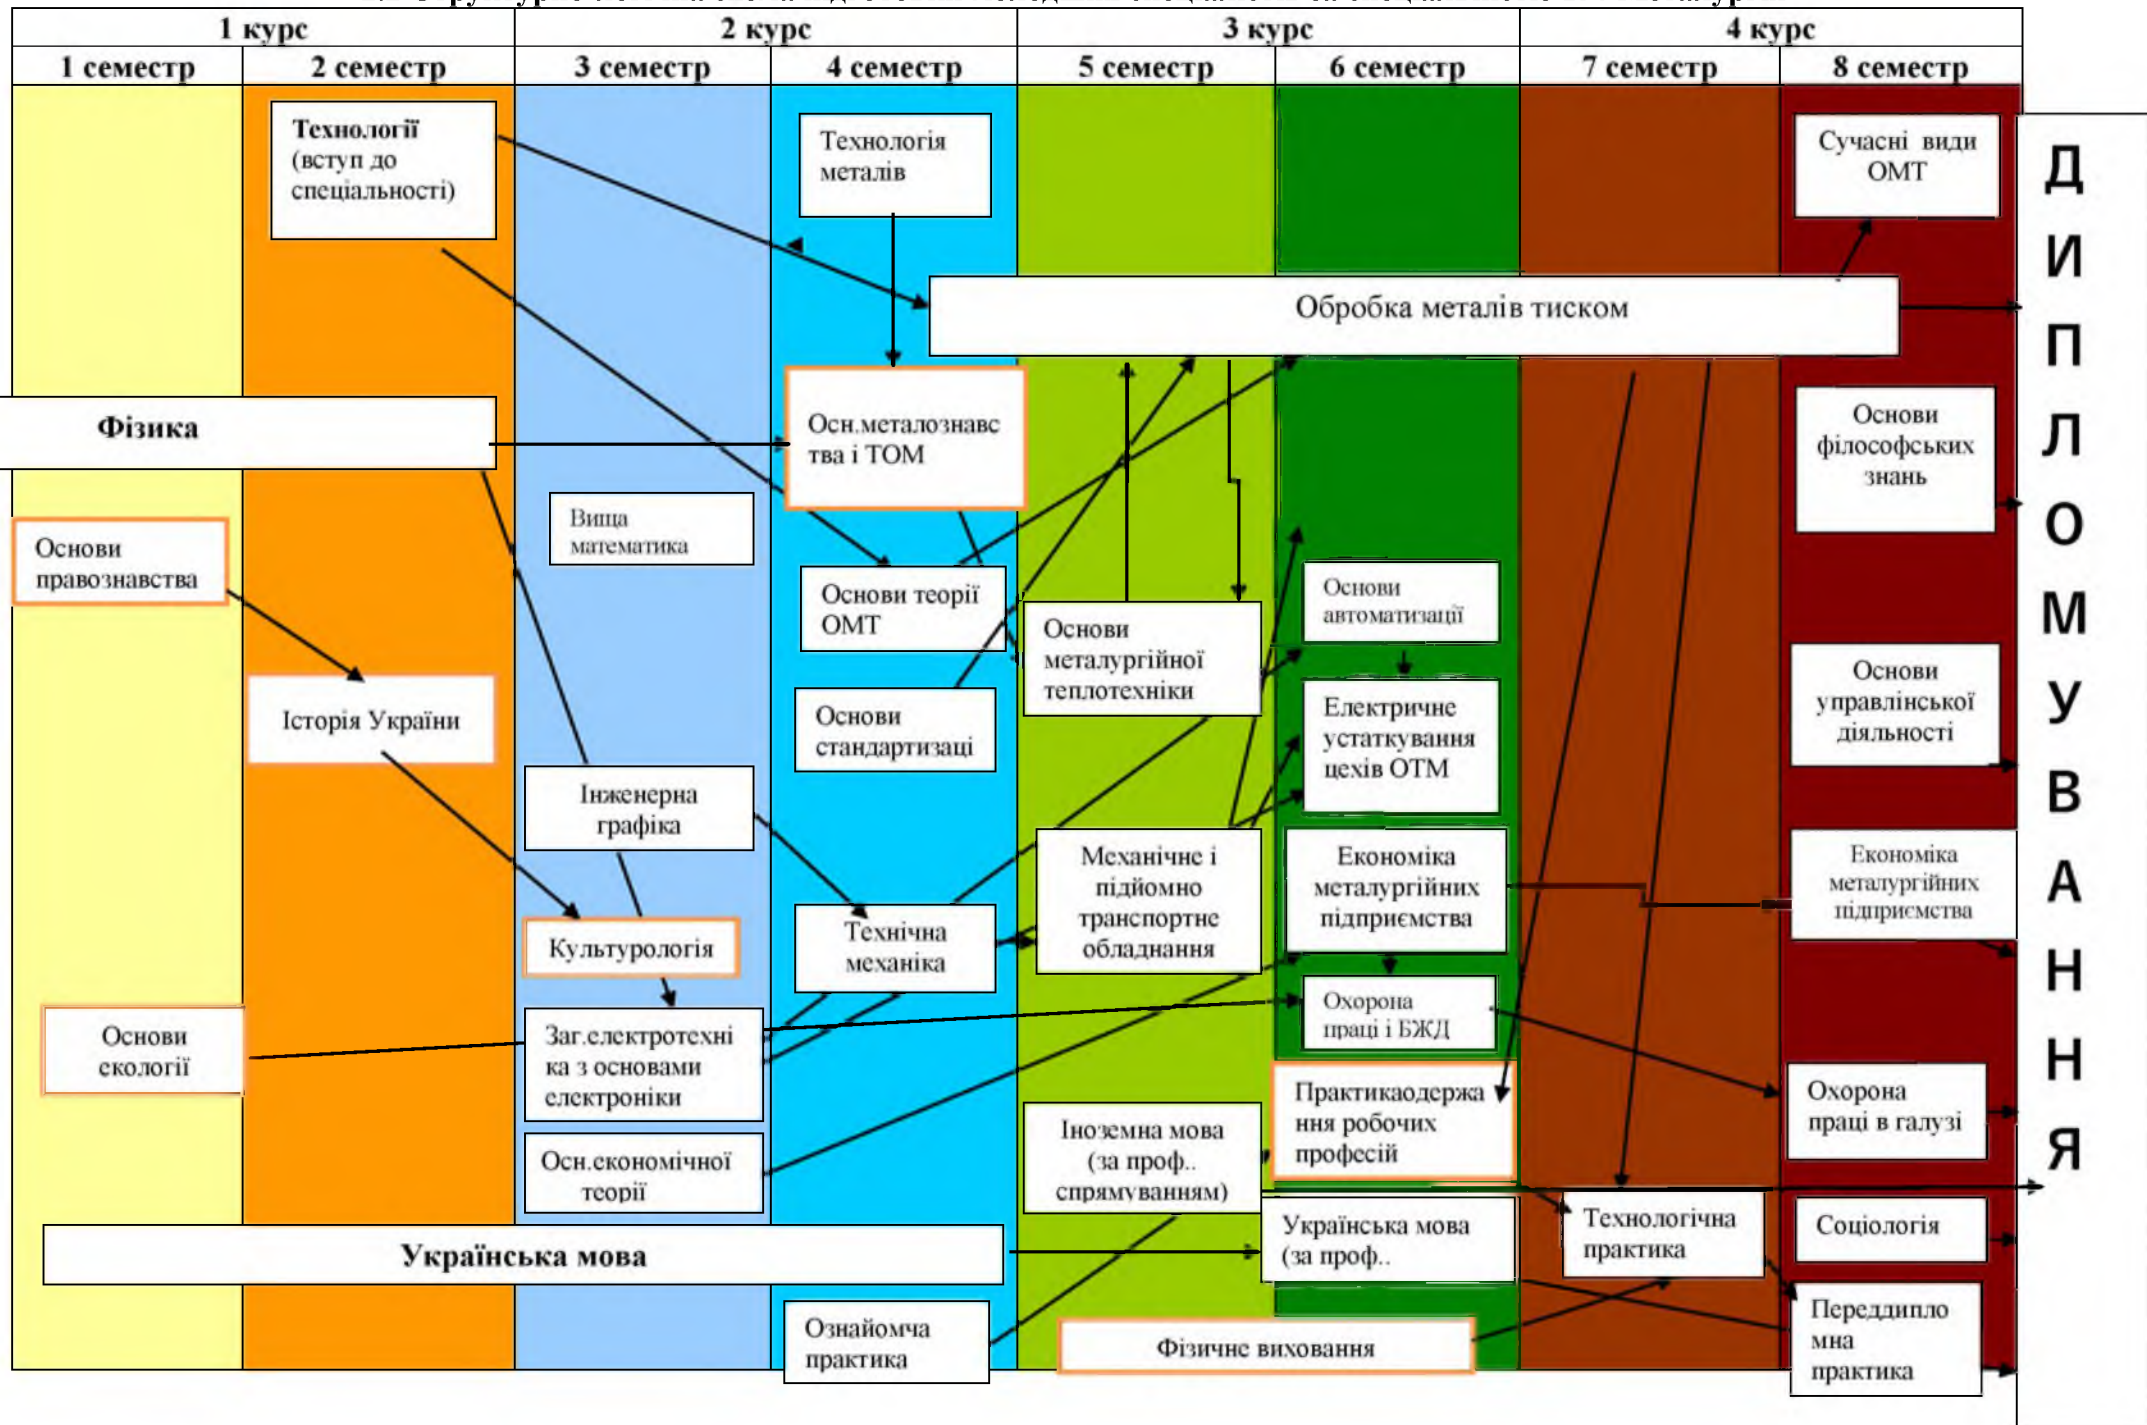 1 курс
2 курс
3 курс
4 курс
1 семестр
2 семестр
3 семестр
4 семестр
5 семестр
6 семестр
7 семестр
8 семестр
Технології
(вступ до
спеціальності)
Технологія
металів
Сучасні види
ОМТ
Обробка металів тиском
Фізика
Осн.металознавс
тва і ТОМ
Основи
філософських
знань
Вища
математика
Основи
правознавства
Основи теорії
ОМТ
Основи
металургійної
теплотехніки
Основи
автоматизації
Історія України
Основи
стандартизаці
Електричне
устаткування
цехів ОТМ
Основи
управлінської
діяльності
Інженерна
графіка
Механічне і
підйомно
транспортне
обладнання
Економіка
металургійних
підприємства
Економіка
металургійних
підприємства
Культурологія
Технічна
механіка
Основи
екології
Заг.електротехні
ка з основами
електроніки
Охорона
праці і БЖД
Практикаодержа
ння робочих
професій
Охорона
праці в галузі
Осн.економічної
теорії
Іноземна мова
(за проф..
спрямуванням)
Українська мова
Українська мова
(за проф..
Технологічна
практика
Соціологія
Ознайомча
практика
Фізичне виховання
Переддипло
мна
практика
Д
И
П
Л
О
М
У
В
А
Н
Н
Я